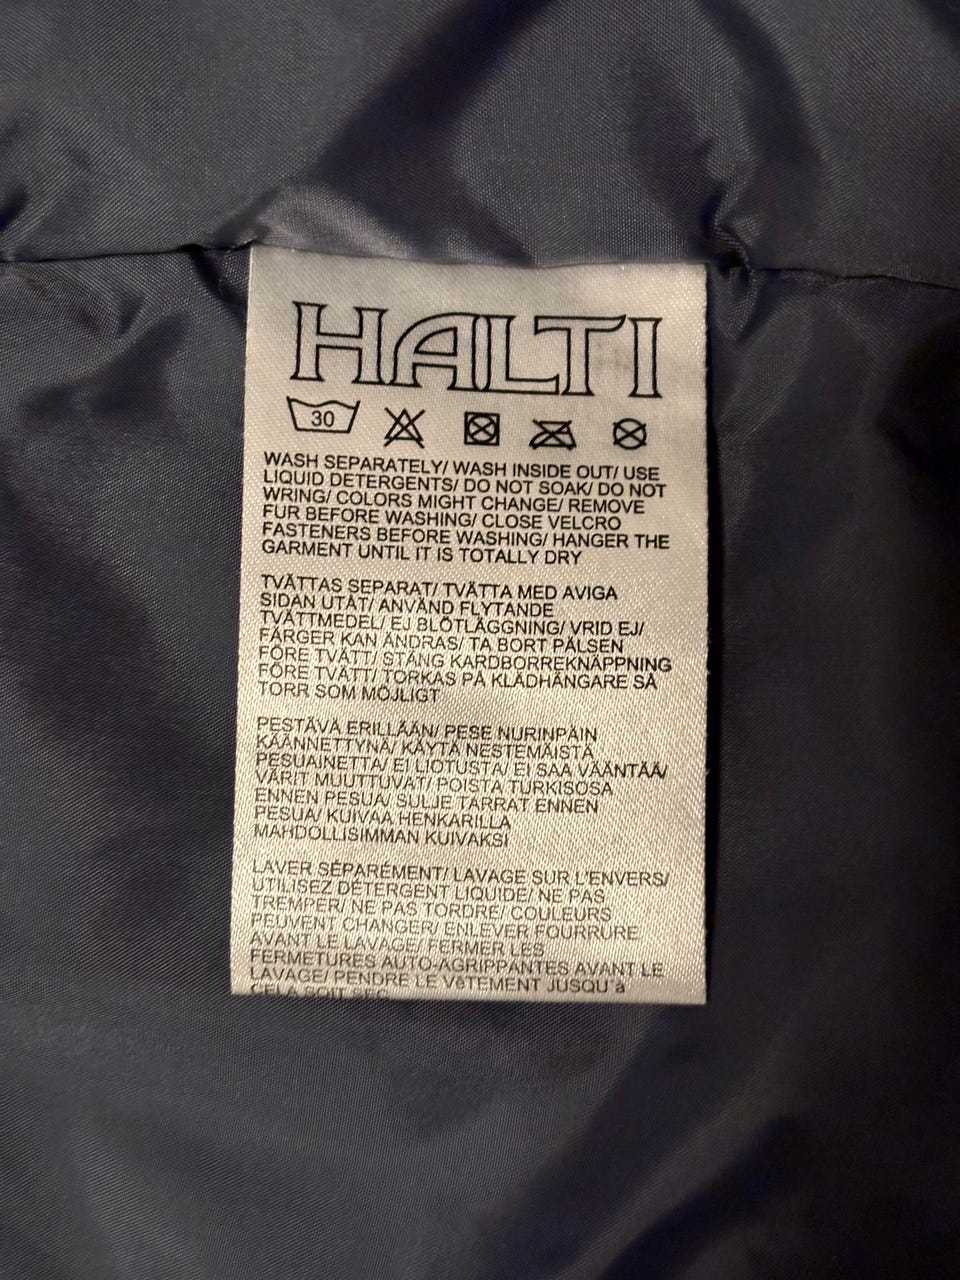 HALTI
30
WASH SEPARATELY/ WASH INSIDE OUT/ USE
LIQUID DETERGENTS/ DO NOT SOAK/ DO NOT
WRING/ COLORS MIGHT CHANGE/ REMOVE
FUR BEFORE WASHING/ CLOSE VELCRO
FASTENERS BEFORE WASHING/ HANGER THE
GARMENT UNTIL IT IS TOTALLY DRY
TVÄTTAS SEPARAT/ TVÄTTA MED AVIGA
SIDAN UTÅT/ ANVÄND FLYTANDE
TVÄTTMEDEL/ EJ BLÖTLÄGGNING/ VRID EJ/
FÄRGER KAN ÄNDRAS/ TA BORT PÄLSEN
FÖRE TVÄTT/ STÄNG KARDBORREKNÄPPNING
FÖRE TVÄTT/ TORKAS PÅ KLÄDHÄNGARE SÅ
TORR SOM MÖJLIGT
PESTÄVÄ ERILLÄÄN/ PESE NURINPÄIN
KÄÄNNETTYNÄ/ KÄYTÄ NESTEMÄISTÄ
PESUAINETTA/ EI LIOTUSTA/ EI SAA VÄÄNTÄÄ/
VÄRIT MUUTTUVAT/ POISTA TURKISOSA
ENNEN PESUA/ SULJE TARRAT ENNEN
PESUA/ KUIVAA HENKARILLA
MAHDOLLISIMMAN KUIVAKSI
LAVER SÉPARÉMENT/ LAVAGE SUR L'ENVERS/
UTILISEZ DÉTERGENT LIQUIDE/ NE PAS
TREMPER/ NE PAS TORDRE/ COULEURS
PEUVENT CHANGER/ ENLEVER FOURRURE
AVANT LE LAVAGE/ FERMER LES
FERMETURES AUTO-AGRIPPANTES AVANT LE
LAVAGE/ PENDRE LE VêTEMENT JUSQU'à
CELA SOIT SEC